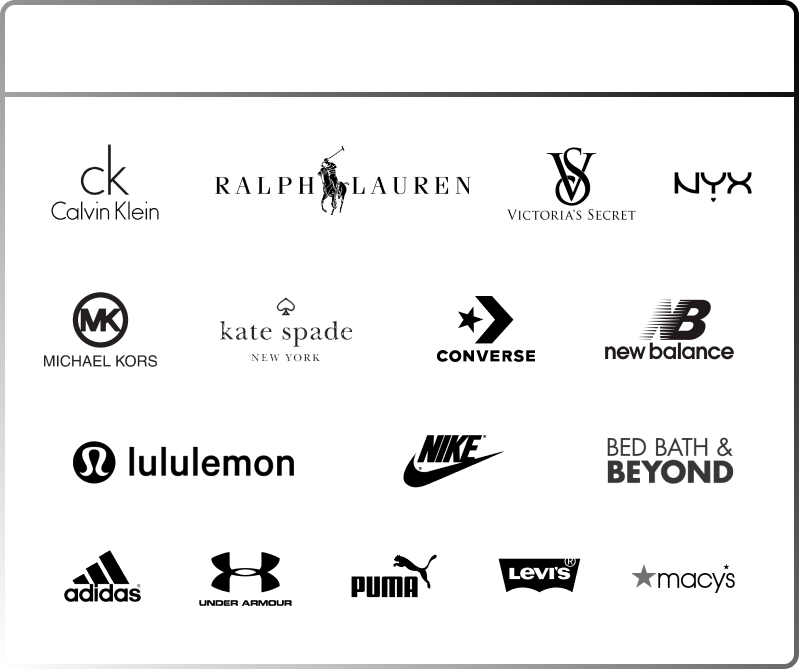 ck
Calvin Klein
RALPH LAUREN
VS
VICTORIA'S SECRET
NYX
MK
MICHAEL KORS
kate spade
NEW YORK
CONVERSE
NB
new balance
lululemon
NIKE
BED BATH &
BEYOND
adidas
UNDER ARMOUR
PUMA
LEVI'S®
macy's